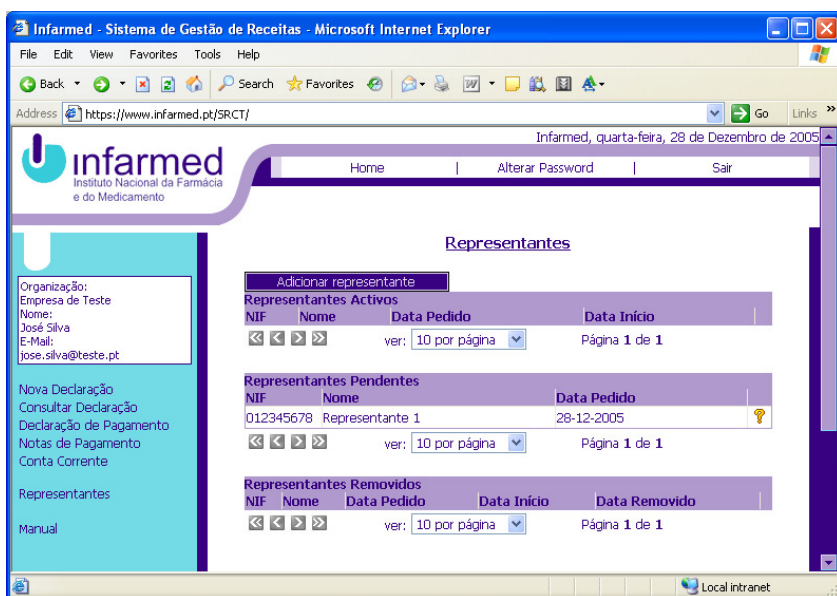 Infarmed - Sistema de Gestão de Receitas - Microsoft Internet Explorer
File Edit View Favorites Tools Help
Back Search Favorites
Address https://www.infarmed.pt/SRCT/ Go Links »
Infarmed, quarta-feira, 28 de Dezembro de 2005
infarmed
Instituto Nacional da Farmácia
e do Medicamento
Home | Alterar Password | Sair
Representantes
Organização:
Empresa de Teste
Nome:
José Silva
E-Mail:
jose.silva@teste.pt
Nova Declaração
Consultar Declaração
Declaração de Pagamento
Notas de Pagamento
Conta Corrente
Representantes
Manual
Adicionar representante
Representantes Activos
NIF Nome Data Pedido Data Início
ver: 10 por página Página 1 de 1
Representantes Pendentes
NIF Nome Data Pedido
012345678 Representante 1 28-12-2005 ?
ver: 10 por página Página 1 de 1
Representantes Removidos
NIF Nome Data Pedido Data Início Data Removido
ver: 10 por página Página 1 de 1
Local intranet